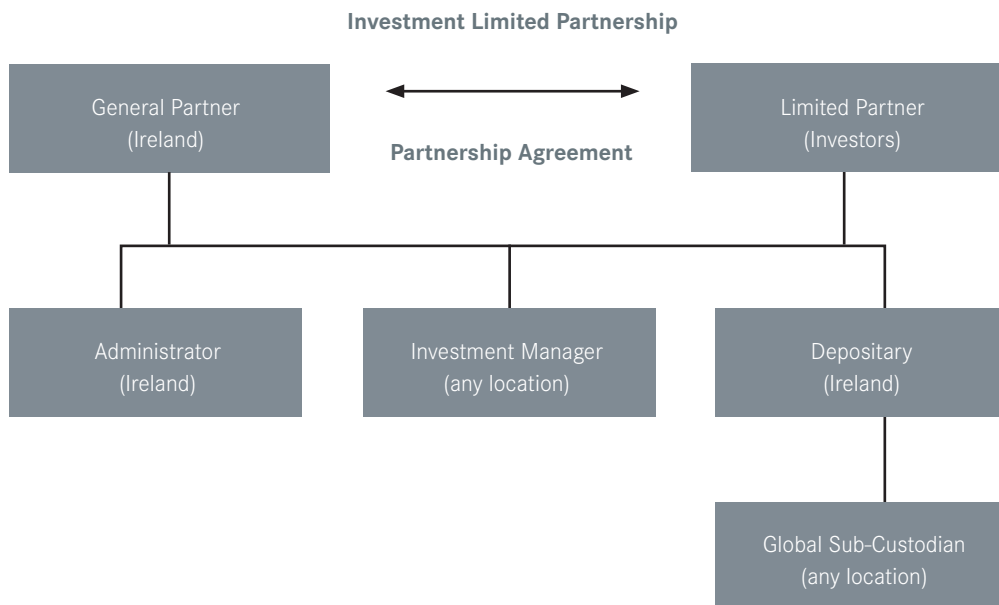 Investment Limited Partnership
General Partner
(Ireland)
Partnership Agreement
Limited Partner
(Investors)
Administrator
(Ireland)
Investment Manager
(any location)
Depositary
(Ireland)
Global Sub-Custodian
(any location)